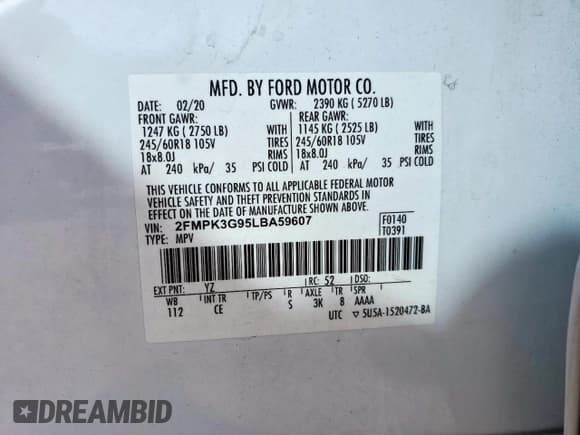 MFD. BY FORD MOTOR CO.
DATE: 02/20 GVWR: 2390 KG ( 5270 LB)
FRONT GAWR: REAR GAWR:
1247 KG ( 2750 LB) WITH 1145 KG ( 2525 LB) WITH
245/60R18 105V TIRES 245/60R18 105V TIRES
18x8.0J RIMS 18x8.0J RIMS
AT 240 kPa/ 35 PSI COLD AT 240 kPa/ 35 PSI COLD
THIS VEHICLE CONFORMS TO ALL APPLICABLE FEDERAL MOTOR
VEHICLE SAFETY AND THEFT PREVENTION STANDARDS IN
EFFECT ON THE DATE OF MANUFACTURE SHOWN ABOVE.
VIN: 2FMPK3G95LBA59607 F0140
TYPE: MPV T0391
EXT PNT: YZ RC: 52 DSO:
WB INT TR TP/PS R AXLE TR SPR
112 CE S 3K 8 AAAA
UTC ▽ 5U5A-1520472-BA
DREAMBID